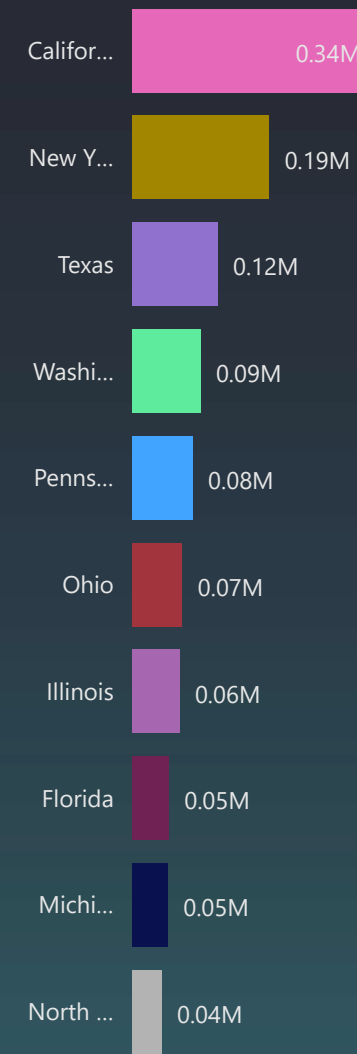 Califor... 0.34M
New Y... 0.19M
Texas 0.12M
Washi... 0.09M
Penns... 0.08M
Ohio 0.07M
Illinois 0.06M
Florida 0.05M
Michi... 0.05M
North ... 0.04M